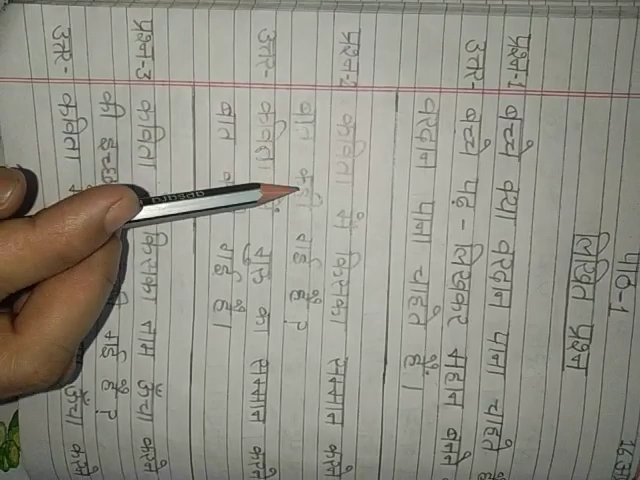 पाठ-1
लिखित प्रश्न
प्रश्न-1 बच्चे क्या वरदान पाना चाहते
उत्तर- बच्चे पढ़-लिखकर महान बनने
वरदान पाना चाहते हैं।
प्रश्न-2 कविता में किसका सम्मान करने
बात कही गई है?
उत्तर- कविता में गुरु का सम्मान करने
बात गई है।
प्रश्न-3 कविता किसका नाम ऊँचा करने
की गई है?
उत्तर- कविता ऊँचा करने
apsara